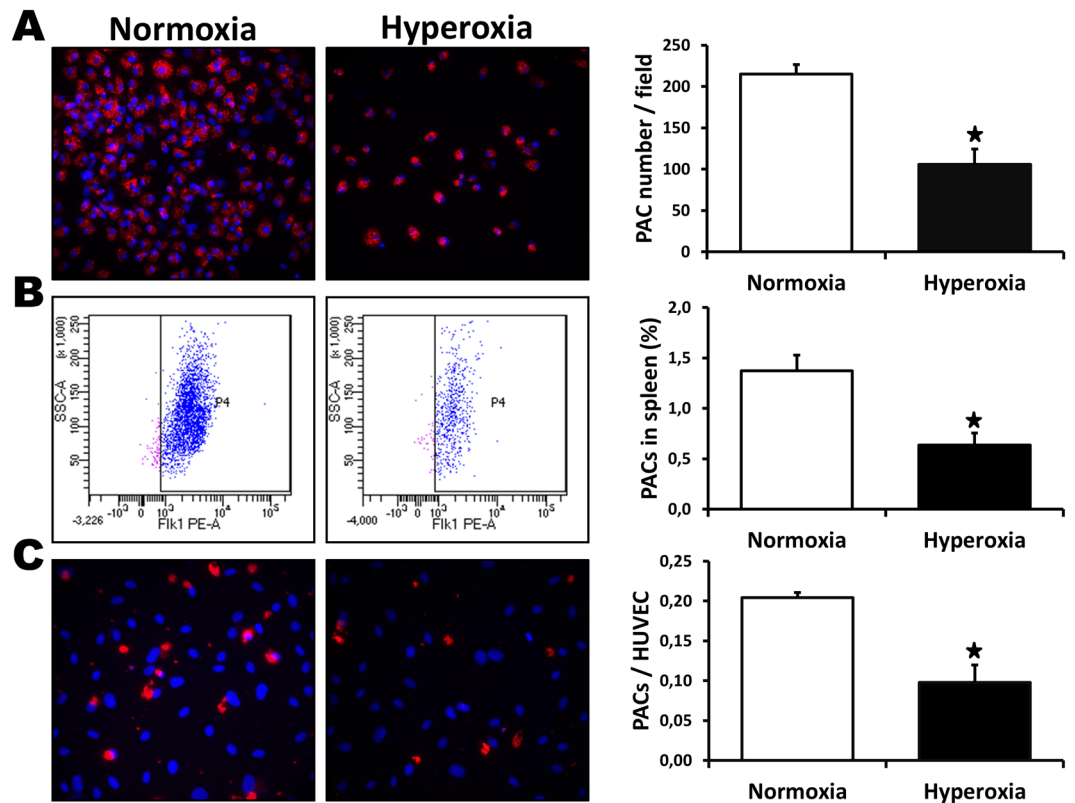 A
Normoxia
Hyperoxia
PAC number / field
250
200
150
100
50
0
Normoxia
Hyperoxia
B
SSC-A
(x 1,000)
250
200
150
100
50
P4
-3,226
-10³ 0 10³ 10⁴ 10⁵
Flk1 PE-A
SSC-A
(x 1,000)
250
200
150
100
50
P4
-4,000
-10³ 0 10³ 10⁴ 10⁵
Flk1 PE-A
PACs in spleen (%)
2,0
1,5
1,0
0,5
0,0
Normoxia
Hyperoxia
C
PACs / HUVEC
0,25
0,20
0,15
0,10
0,05
0,00
Normoxia
Hyperoxia